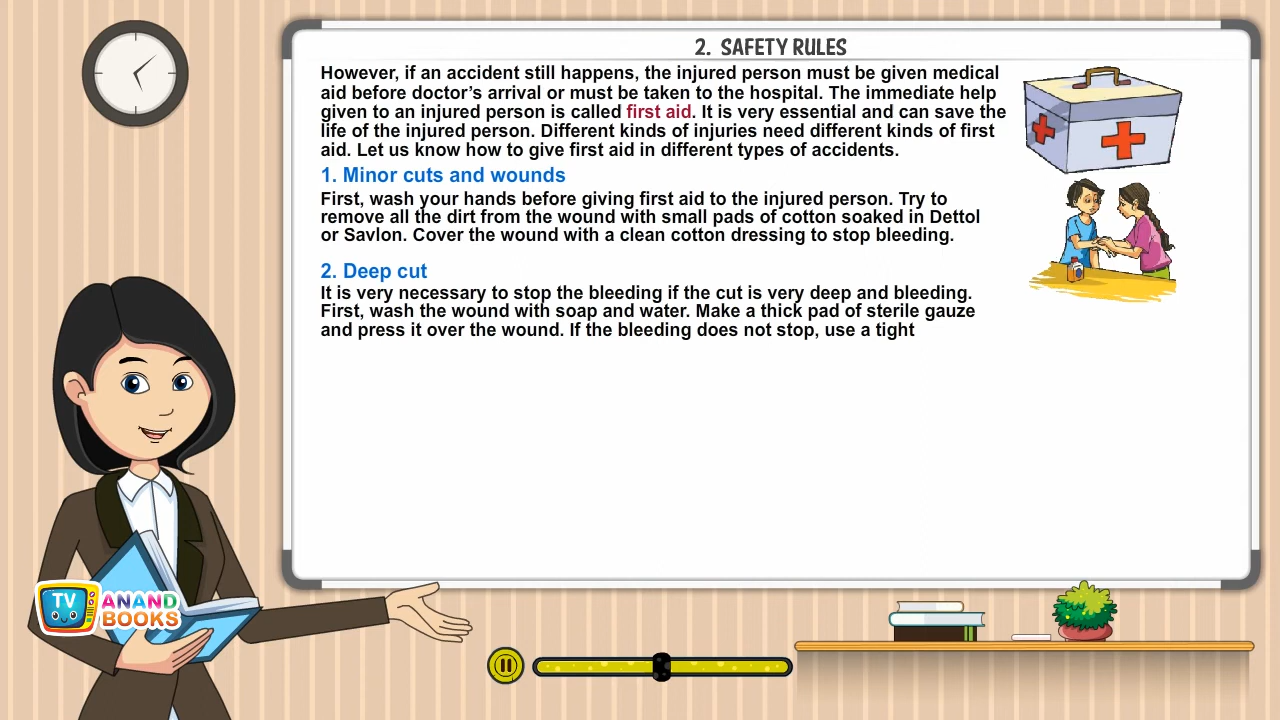 2. SAFETY RULES
However, if an accident still happens, the injured person must be given medical
aid before doctor's arrival or must be taken to the hospital. The immediate help
given to an injured person is called first aid. It is very essential and can save the
life of the injured person. Different kinds of injuries need different kinds of first
aid. Let us know how to give first aid in different types of accidents.
1. Minor cuts and wounds
First, wash your hands before giving first aid to the injured person. Try to
remove all the dirt from the wound with small pads of cotton soaked in Dettol
or Savlon. Cover the wound with a clean cotton dressing to stop bleeding.
2. Deep cut
It is very necessary to stop the bleeding if the cut is very deep and bleeding.
First, wash the wound with soap and water. Make a thick pad of sterile gauze
and press it over the wound. If the bleeding does not stop, use a tight
TV
ANAND
BOOKS